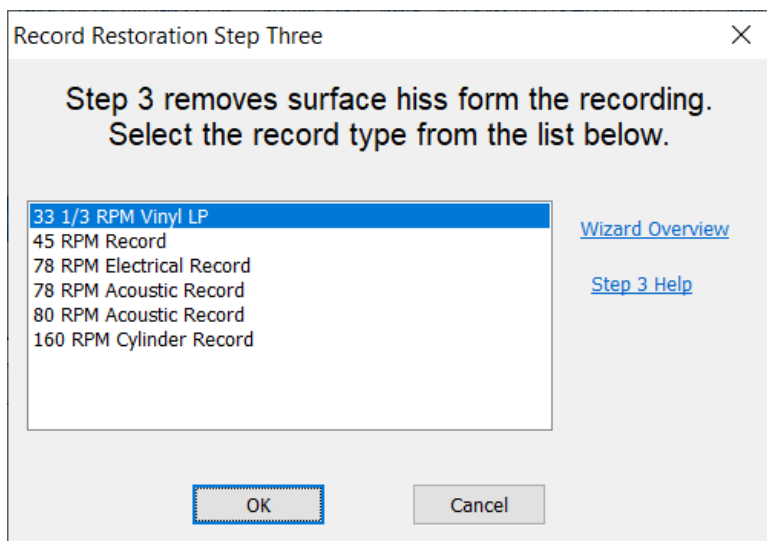 Record Restoration Step Three
Step 3 removes surface hiss form the recording.
Select the record type from the list below.
33 1/3 RPM Vinyl LP
45 RPM Record
78 RPM Electrical Record
78 RPM Acoustic Record
80 RPM Acoustic Record
160 RPM Cylinder Record
Wizard Overview
Step 3 Help
OK
Cancel